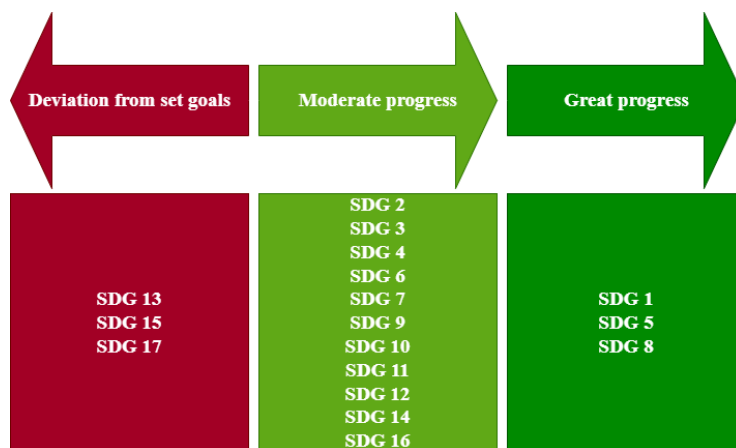 Deviation from set goals
Moderate progress
Great progress
SDG 13
SDG 15
SDG 17
SDG 2
SDG 3
SDG 4
SDG 6
SDG 7
SDG 9
SDG 10
SDG 11
SDG 12
SDG 14
SDG 16
SDG 1
SDG 5
SDG 8